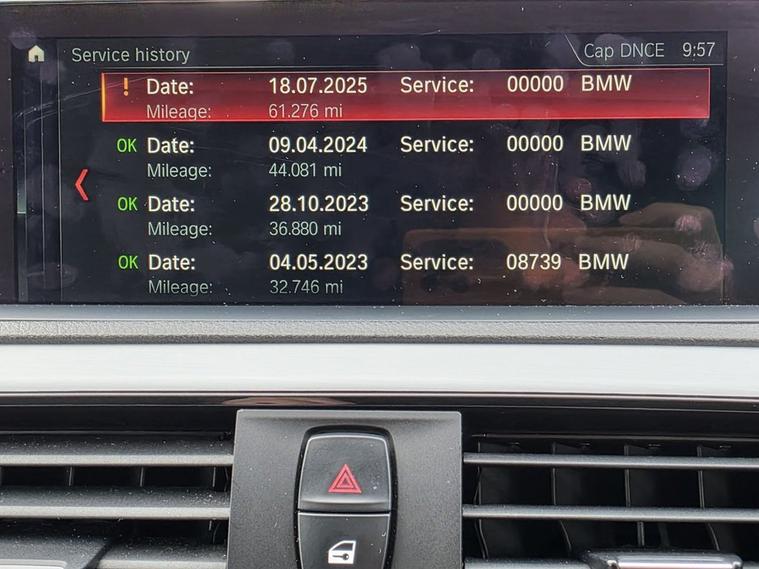 Service history Cap DNCE 9:57
! Date: 18.07.2025 Service: 00000 BMW
Mileage: 61.276 mi
OK Date: 09.04.2024 Service: 00000 BMW
Mileage: 44.081 mi
OK Date: 28.10.2023 Service: 00000 BMW
Mileage: 36.880 mi
OK Date: 04.05.2023 Service: 08739 BMW
Mileage: 32.746 mi